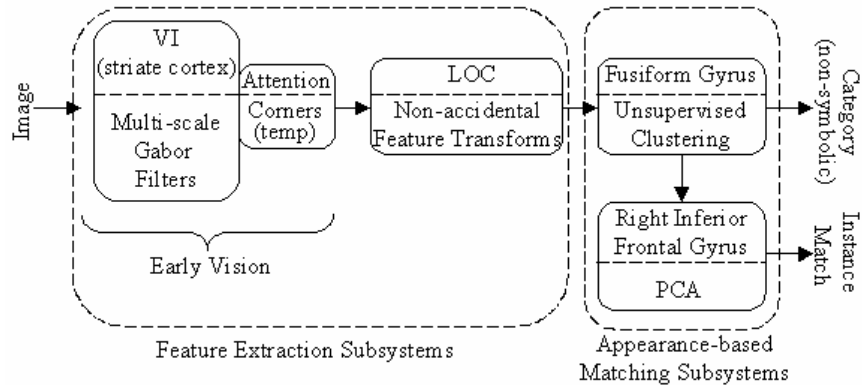 Image
VI
(striate cortex)
Multi-scale
Gabor
Filters
Attention
Corners
(temp)
Early Vision
LOC
Non-accidental
Feature Transforms
Feature Extraction Subsystems
Fusiform Gyrus
Unsupervised
Clustering
Right Inferior
Frontal Gyrus
PCA
Appearance-based
Matching Subsystems
Category
(non-symbolic)
Instance
Match